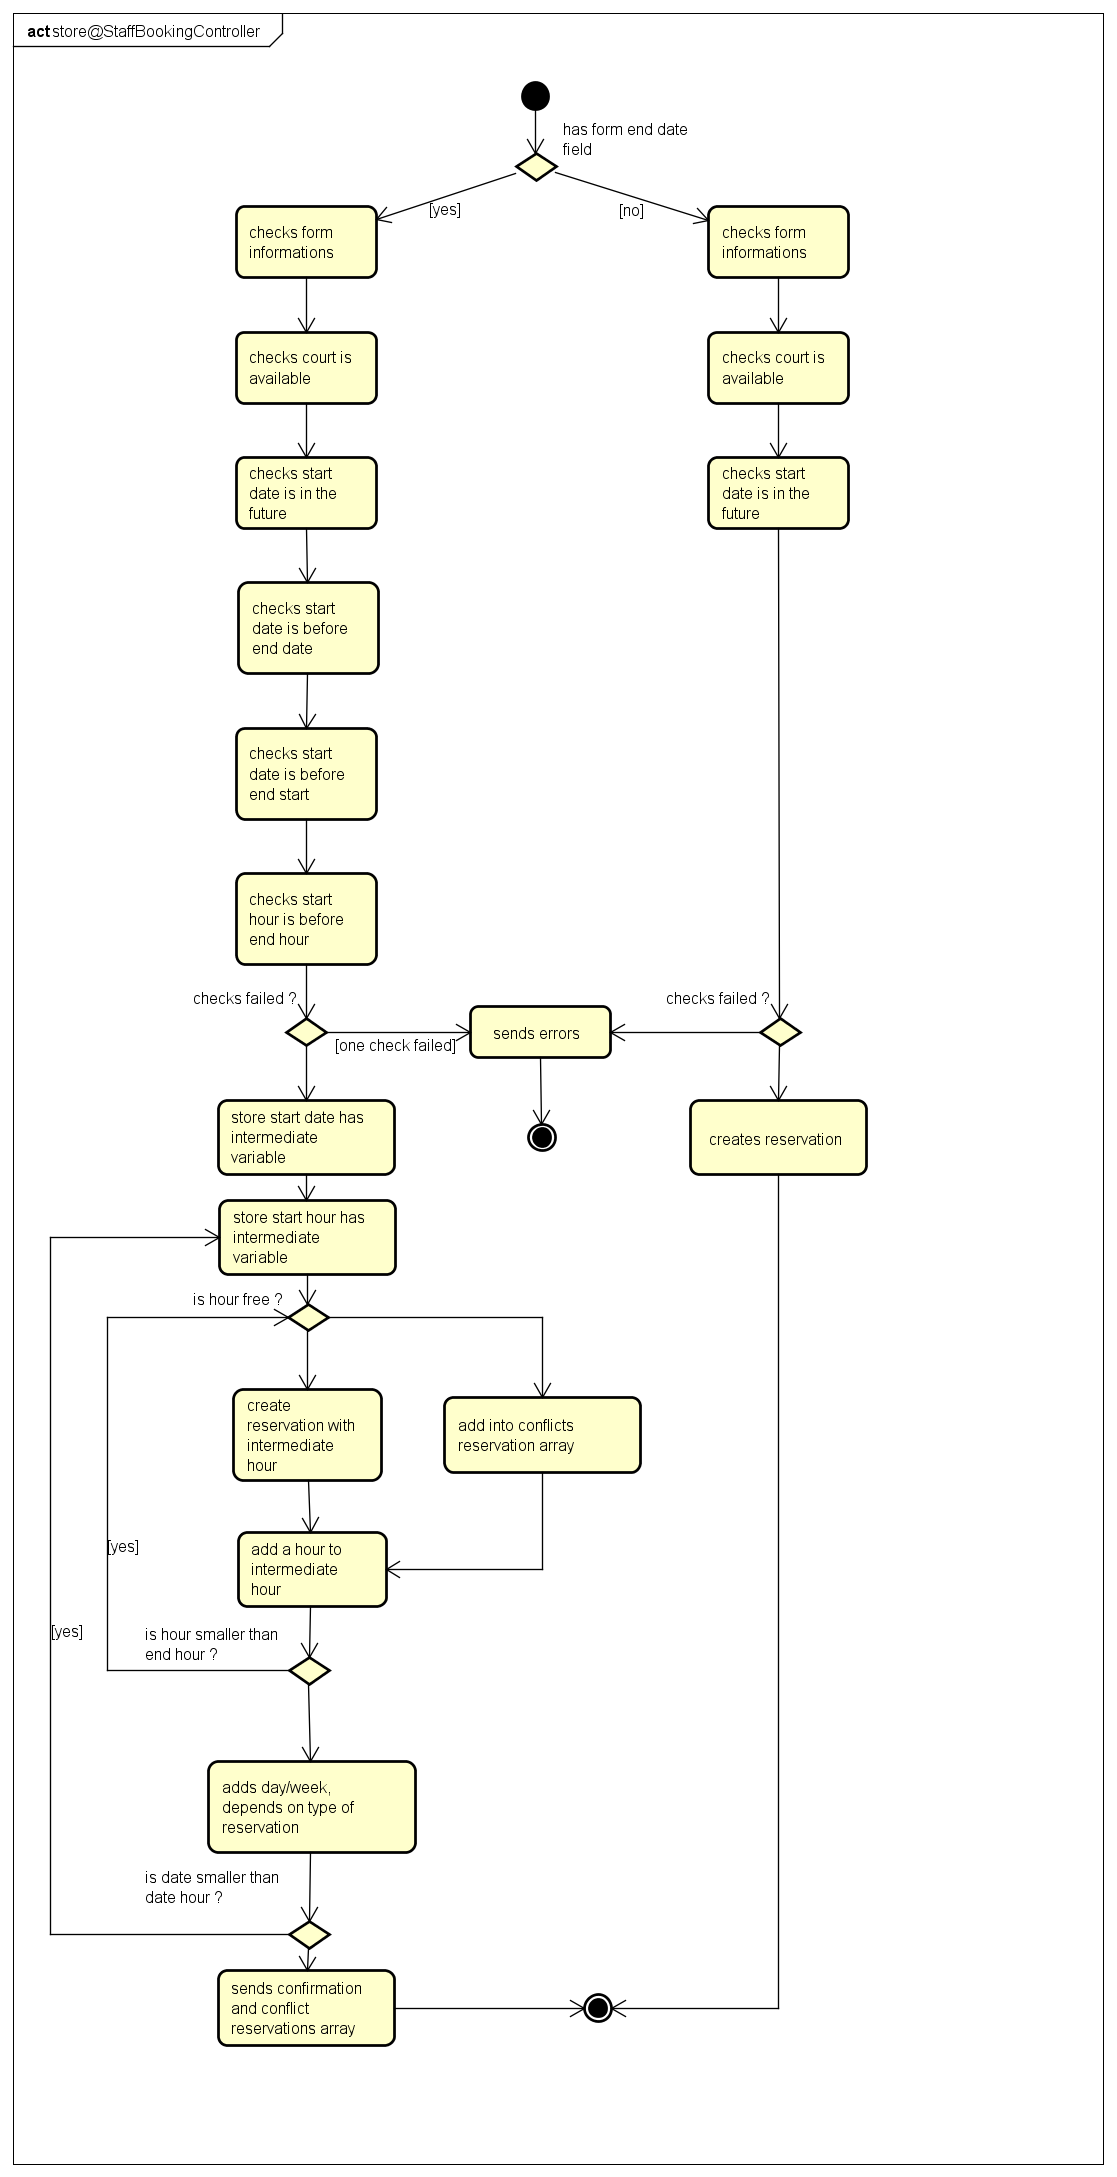 act store@StaffBookingController
has form end date
field
[yes]
[no]
checks form
informations
checks form
informations
checks court is
available
checks court is
available
checks start
date is in the
future
checks start
date is in the
future
checks start
date is before
end date
checks start
date is before
end start
checks start
hour is before
end hour
checks failed ?
checks failed ?
[one check failed]
sends errors
store start date has
intermediate
variable
creates reservation
store start hour has
intermediate
variable
is hour free ?
create
reservation with
intermediate
hour
add into conflicts
reservation array
[yes]
add a hour to
intermediate
hour
[yes]
is hour smaller than
end hour ?
adds day/week,
depends on type of
reservation
is date smaller than
date hour ?
sends confirmation
and conflict
reservations array